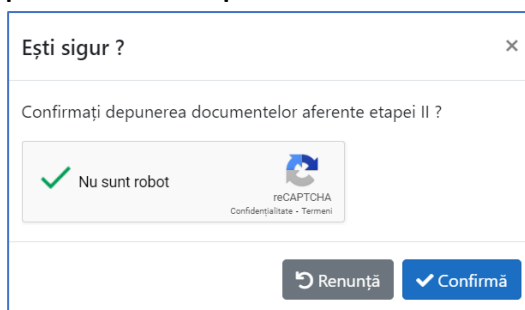 Ești sigur ?
Confirmați depunerea documentelor aferente etapei II ?
Nu sunt robot
reCAPTCHA
Confidențialitate - Termeni
Renunță
Confirmă